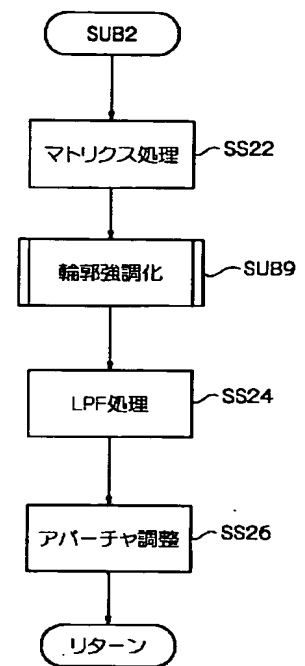 SUB2
マトリクス処理
SS22
輪郭強調化
SUB9
LPF処理
SS24
アパーチャ調整
SS26
リターン